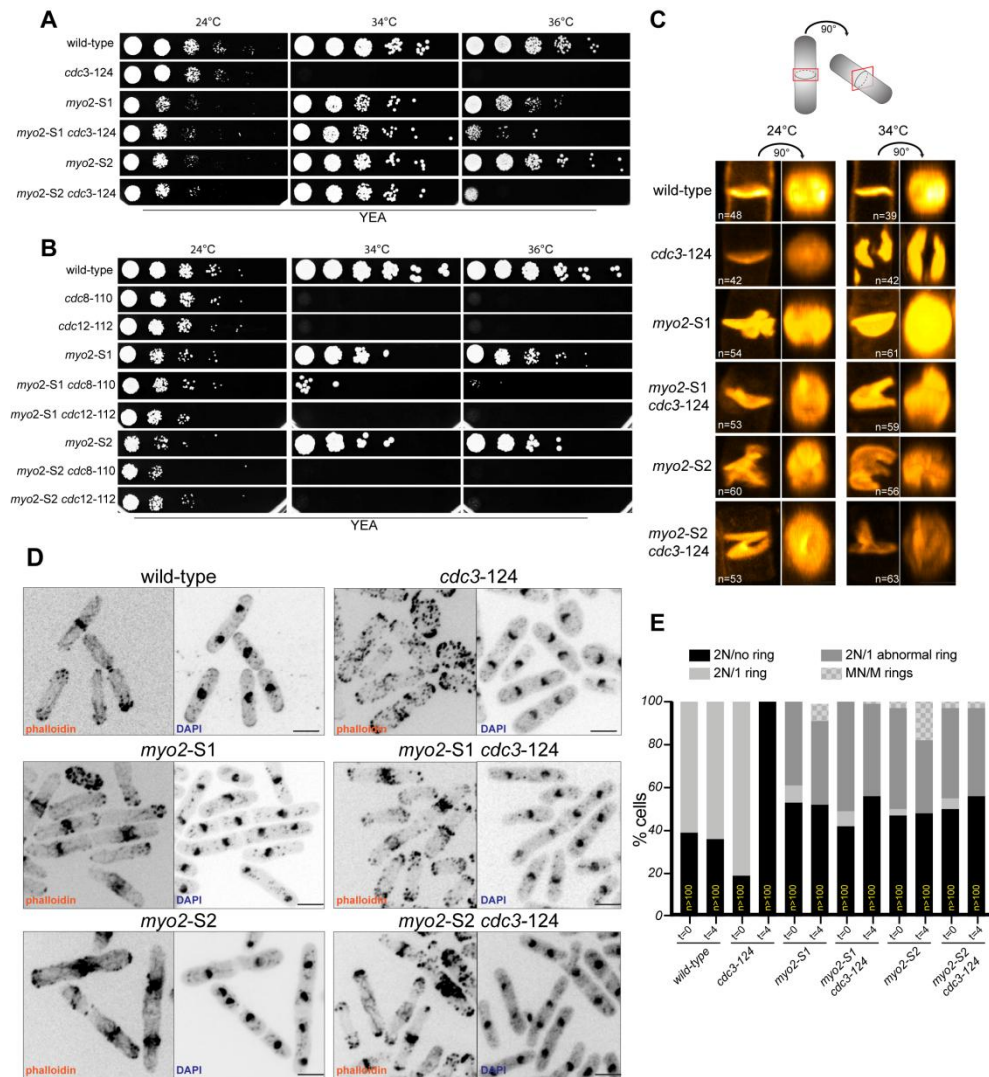 A
24°C 34°C 36°C
wild-type
cdc3-124
myo2-S1
myo2-S1 cdc3-124
myo2-S2
myo2-S2 cdc3-124
YEA
B
24°C 34°C 36°C
wild-type
cdc8-110
cdc12-112
myo2-S1
myo2-S1 cdc8-110
myo2-S1 cdc12-112
myo2-S2
myo2-S2 cdc8-110
myo2-S2 cdc12-112
YEA
C
90°
24°C 34°C
90° 90°
wild-type
n=48 n=39
cdc3-124
n=42 n=42
myo2-S1
n=54 n=61
myo2-S1
cdc3-124
n=53 n=59
myo2-S2
n=60 n=56
myo2-S2
cdc3-124
n=53 n=63
D
wild-type cdc3-124
phalloidin DAPI phalloidin DAPI
myo2-S1 myo2-S1 cdc3-124
phalloidin DAPI phalloidin DAPI
myo2-S2 myo2-S2 cdc3-124
phalloidin DAPI phalloidin DAPI
E
2N/no ring 2N/1 abnormal ring
2N/1 ring MN/M rings
% cells
100
80
60
40
20
0
n>100 n>100 n>100 n>100 n>100 n>100 n>100 n>100 n>100 n>100 n>100 n>100
t=0 t=4 t=0 t=4 t=0 t=4 t=0 t=4 t=0 t=4 t=0 t=4
wild-type
cdc3-124
myo2-S1
myo2-S1
cdc3-124
myo2-S2
myo2-S2
cdc3-124